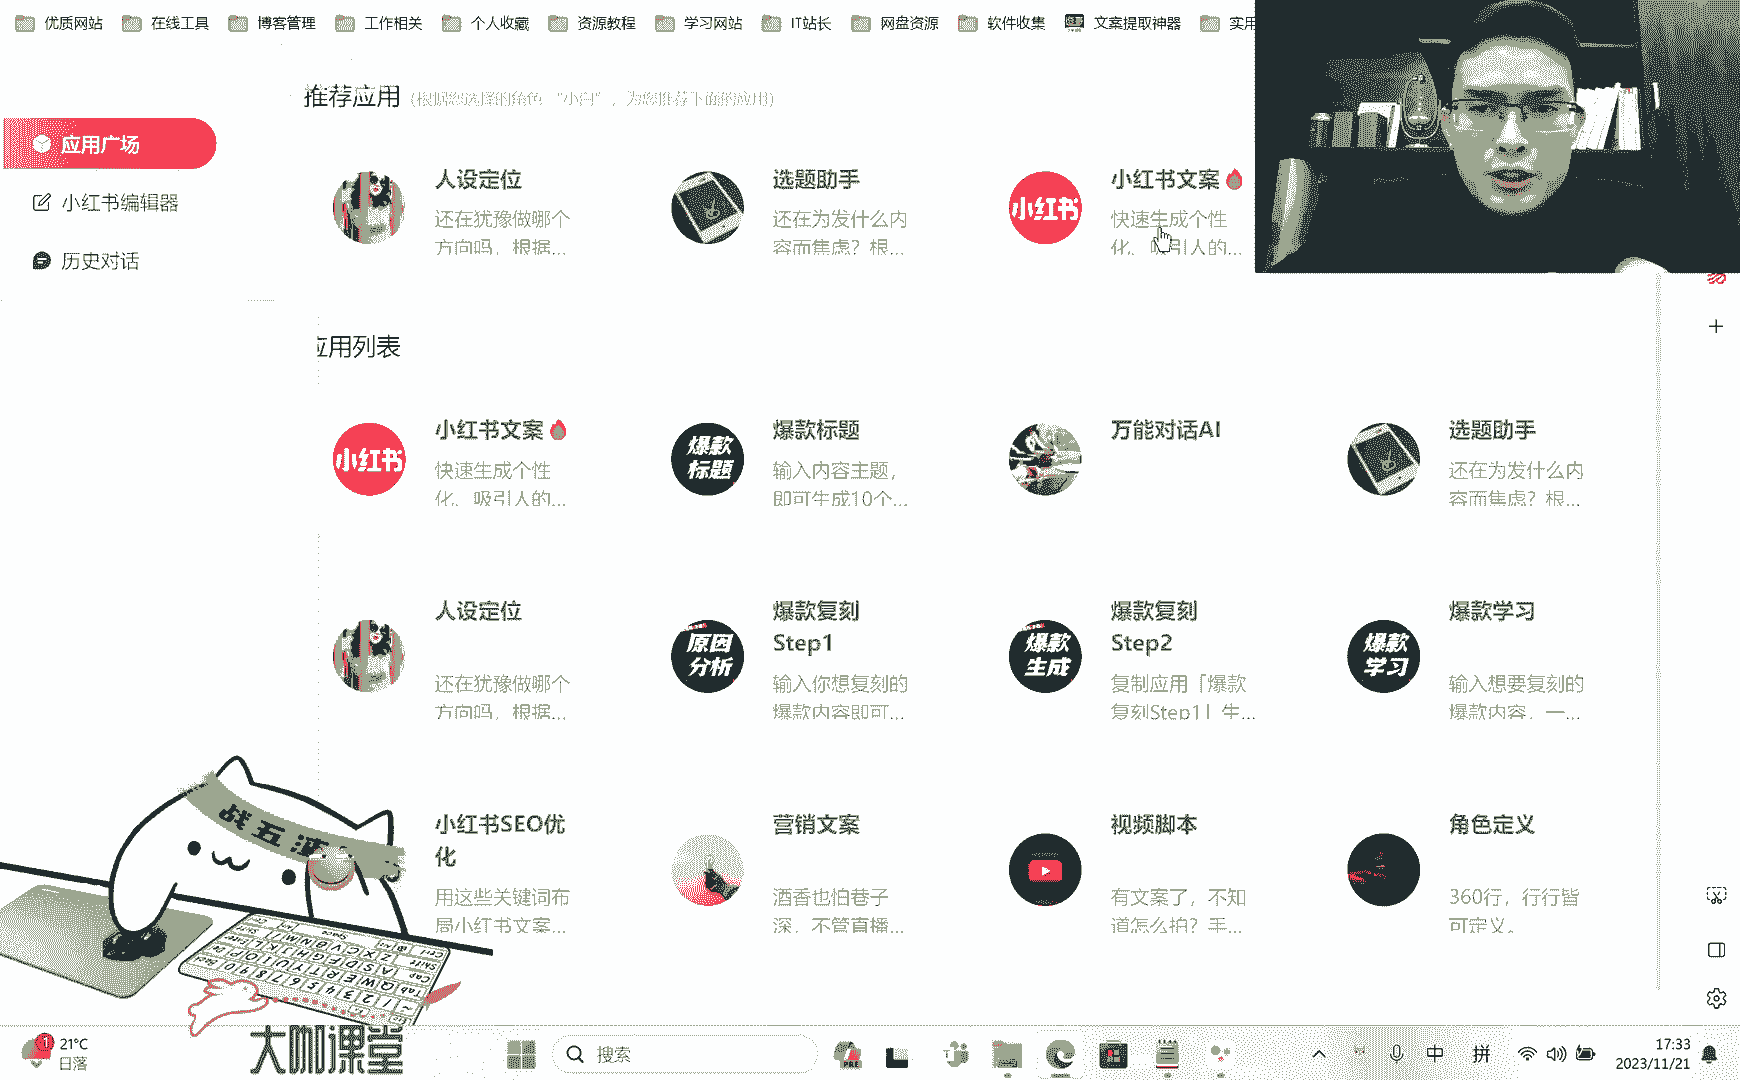 优质网站
在线工具
博客管理
工作相关
个人收藏
资源教程
学习网站
IT站长
网盘资源
软件收集
文案提取神器
实用
推荐应用 (根据您选择的角色 “小白”，为您推荐下面的应用)
应用广场
小红书编辑器
历史对话
人设定位
还在犹豫做哪个
方向吗，根据...
选题助手
还在为发什么内
容而焦虑？根...
小红书
小红书文案
快速生成个性
化、吸引人的...
应用列表
小红书
小红书文案
快速生成个性
化、吸引人的...
爆款
标题
爆款标题
输入内容主题，
即可生成10个...
万能对话AI
选题助手
还在为发什么内
容而焦虑？根...
人设定位
还在犹豫做哪个
方向吗，根据...
原因
分析
爆款复刻
Step1
输入你想复刻的
爆款内容即可...
爆款
生成
爆款复刻
Step2
复制应用「爆款
复刻Step1」生...
爆款
学习
爆款学习
输入想要复刻的
爆款内容，一...
小红书SEO优
化
用这些关键词布
局小红书文案...
营销文案
酒香也怕巷子
深，不管直播...
视频脚本
有文案了，不知
道怎么拍？手...
角色定义
360行，行行皆
可定义。
战五渣
大咖课堂
1
21°C
日落
搜索
PRE
中
拼
17:33
2023/11/21